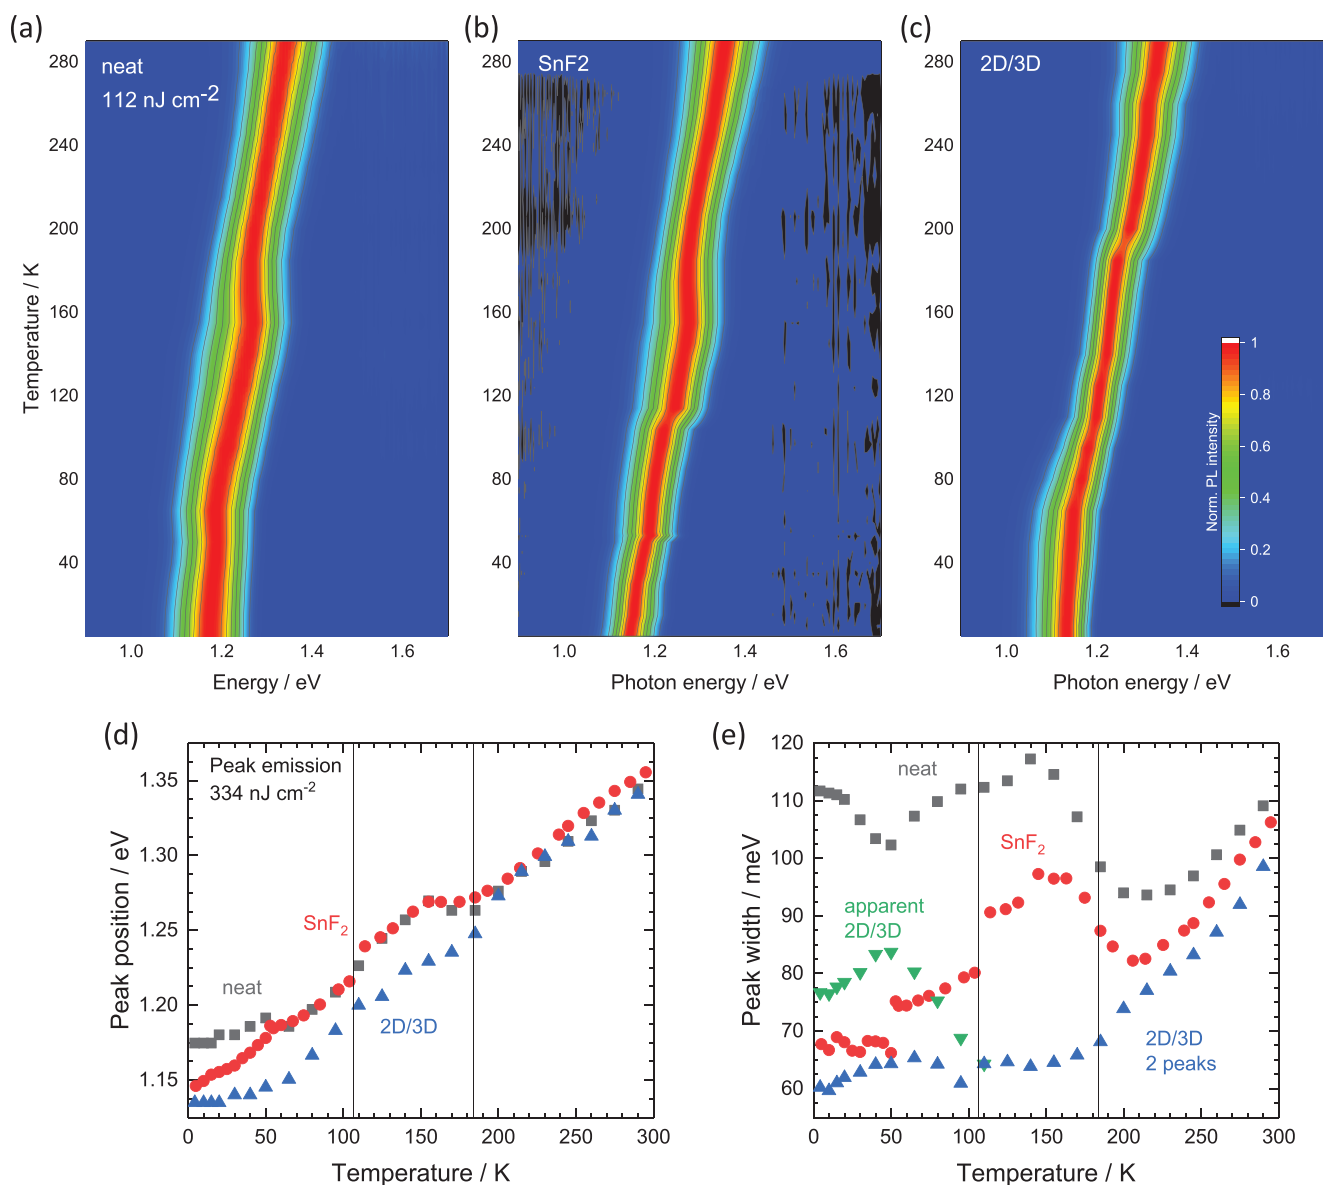 (a)
(b)
(c)
neat
112 nJ cm-2
SnF2
2D/3D
280
240
200
160
120
80
40
Temperature / K
280
240
200
160
120
80
40
280
240
200
160
120
80
40
1
0.8
0.6
0.4
0.2
0
Norm. PL intensity
1.0 1.2 1.4 1.6
1.0 1.2 1.4 1.6
1.0 1.2 1.4 1.6
Energy / eV
Photon energy / eV
Photon energy / eV
(d)
Peak emission
334 nJ cm-2
1.35
1.30
1.25
1.20
1.15
Peak position / eV
SnF2
neat
2D/3D
0 50 100 150 200 250 300
Temperature / K
(e)
120
110
100
90
80
70
60
Peak width / meV
neat
SnF2
apparent
2D/3D
2D/3D
2 peaks
0 50 100 150 200 250 300
Temperature / K